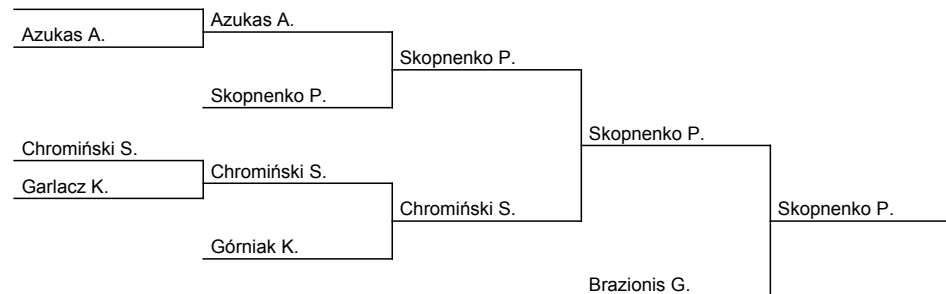 Azukas A.
Azukas A.
Skopnenko P.
Skopnenko P.
Skopnenko P.
Chromiński S.
Garlacz K.
Chromiński S.
Chromiński S.
Skopnenko P.
Górniak K.
Brazionis G.